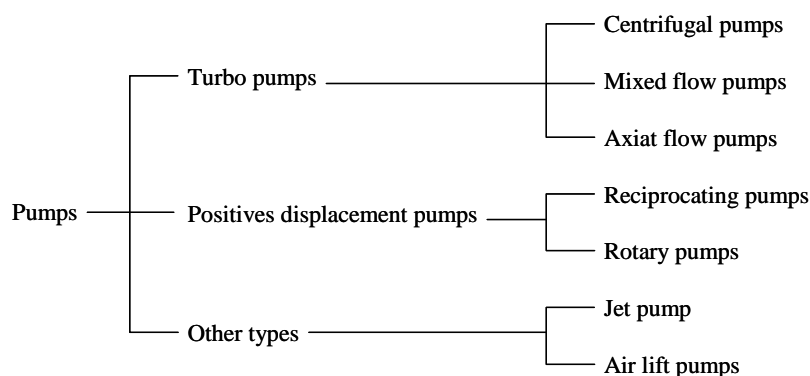 Centrifugal pumps
Turbo pumps
Mixed flow pumps
Axiat flow pumps
Pumps
Positives displacement pumps
Reciprocating pumps
Rotary pumps
Other types
Jet pump
Air lift pumps